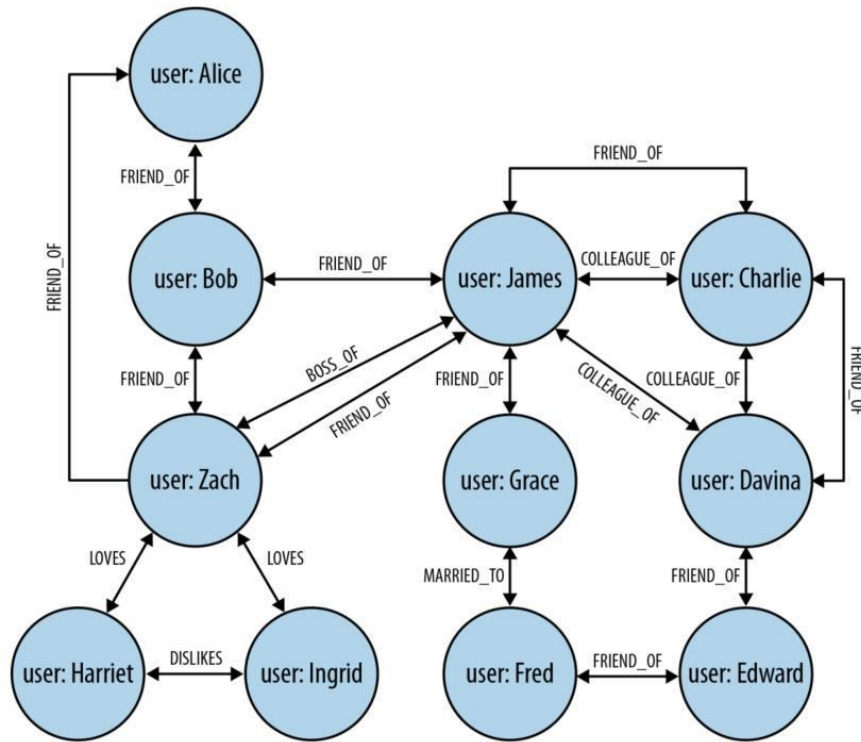 user: Alice
FRIEND_OF
FRIEND_OF
FRIEND_OF
user: Bob
FRIEND_OF
user: James
COLLEAGUE_OF
user: Charlie
FRIEND_OF
FRIEND_OF
BOSS_OF
FRIEND_OF
FRIEND_OF
COLLEAGUE_OF
COLLEAGUE_OF
user: Zach
user: Grace
user: Davina
LOVES
LOVES
MARRIED_TO
FRIEND_OF
user: Harriet
DISLIKES
user: Ingrid
user: Fred
FRIEND_OF
user: Edward